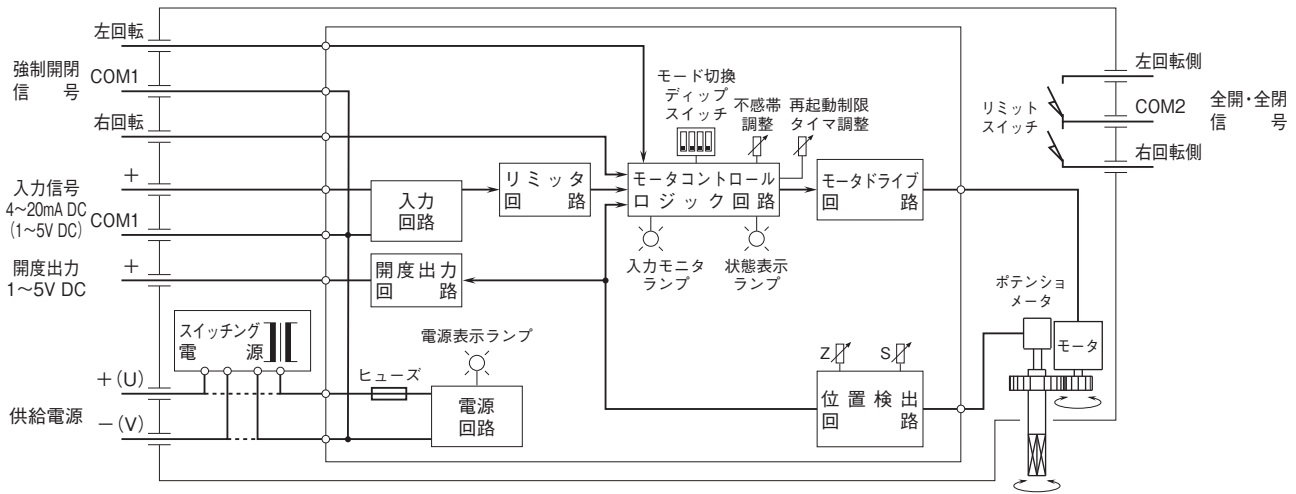 左回転
強制開閉
信 号
COM1
右回転
+
入力信号
4〜20mA DC
(1〜5V DC)
COM1
開度出力
1〜5V DC
+
スイッチング
電 源
+(U)
供給電源
−(V)
入力
回路
リミッタ
回 路
開度出力
回 路
電源表示ランプ
ヒューズ
電源
回路
モード切換
ディップ
スイッチ
不感帯
調整
再起動制限
タイマ調整
モータコントロール
ロジック回路
入力モニタ
ランプ
状態表示
ランプ
モータドライブ
回 路
Z
S
位置検出
回 路
ポテンショ
メータ
モータ
リミット
スイッチ
左回転側
COM2
右回転側
全開・全閉
信 号